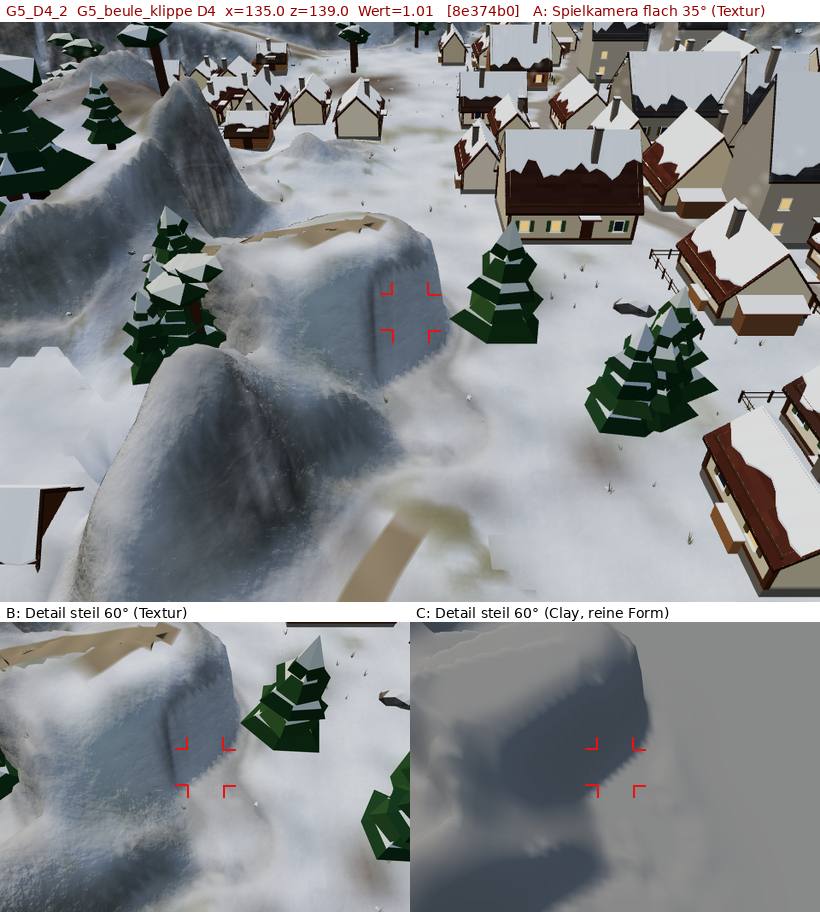 G5_D4_2  G5_beule_klippe D4  x=135.0 z=139.0  Wert=1.01   [8e374b0]   A: Spielkamera flach 35° (Textur)
B: Detail steil 60° (Textur)
C: Detail steil 60° (Clay, reine Form)